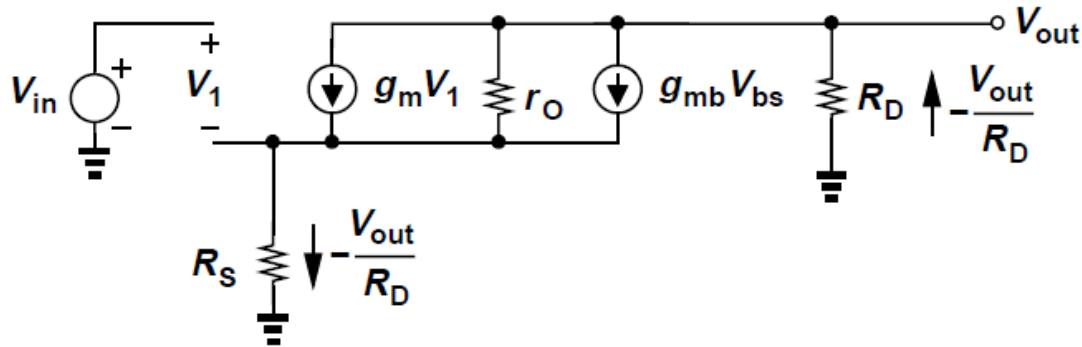 V_in
+
−
V_1
+
−
g_m V_1
r_O
g_mb V_bs
R_D
− V_out / R_D
V_out
R_S
− V_out / R_D